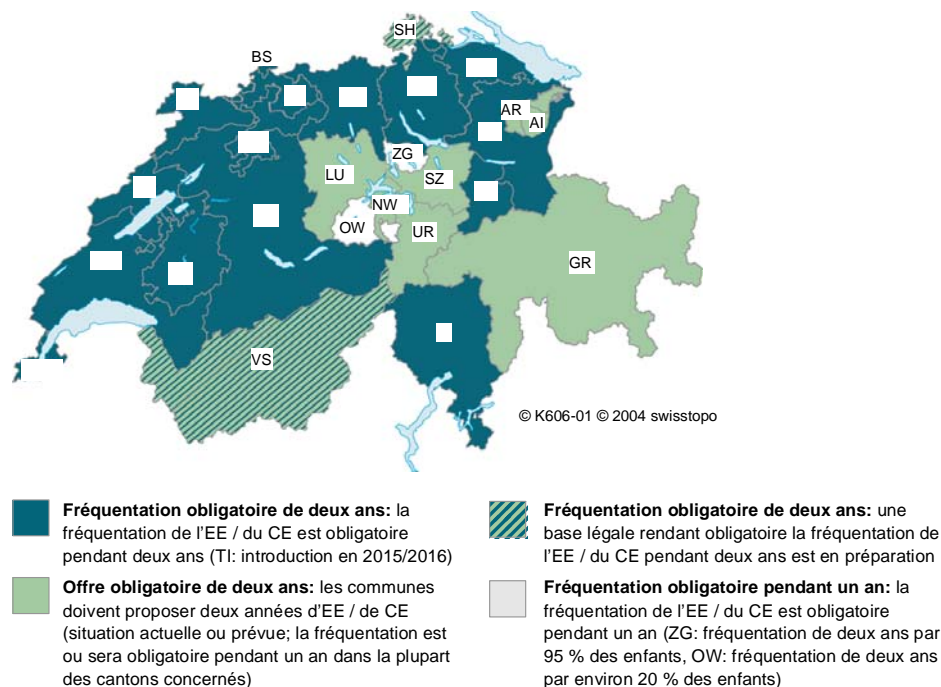 SH
BS
AR
AI
ZG
LU
SZ
NW
OW
UR
GR
VS
© K606-01 © 2004 swisstopo
Fréquentation obligatoire de deux ans: la
fréquentation de l'EE / du CE est obligatoire
pendant deux ans (TI: introduction en 2015/2016)
Offre obligatoire de deux ans: les communes
doivent proposer deux années d'EE / de CE
(situation actuelle ou prévue; la fréquentation est
ou sera obligatoire pendant un an dans la plupart
des cantons concernés)
Fréquentation obligatoire de deux ans: une
base légale rendant obligatoire la fréquentation de
l'EE / du CE pendant deux ans est en préparation
Fréquentation obligatoire pendant un an: la
fréquentation de l'EE / du CE est obligatoire
pendant un an (ZG: fréquentation de deux ans par
95 % des enfants, OW: fréquentation de deux ans
par environ 20 % des enfants)